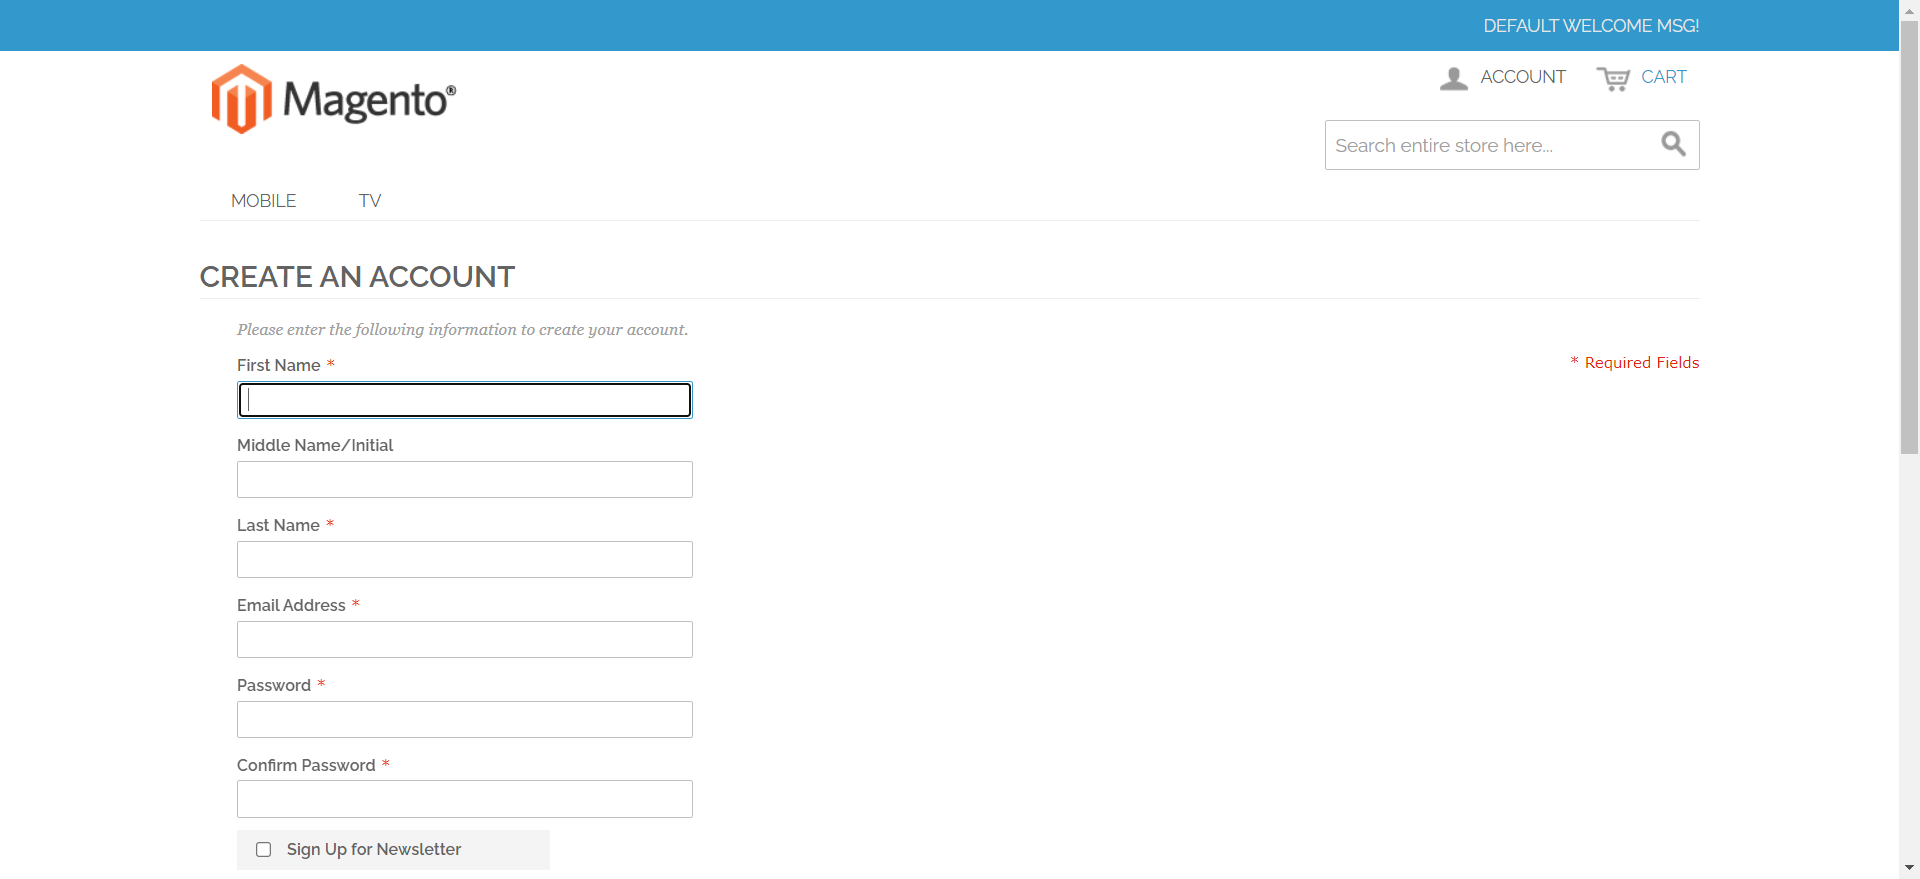 DEFAULT WELCOME MSG!
Magento®
ACCOUNT
CART
Search entire store here...
MOBILE
TV
CREATE AN ACCOUNT
Please enter the following information to create your account.
First Name *
* Required Fields
Middle Name/Initial
Last Name *
Email Address *
Password *
Confirm Password *
Sign Up for Newsletter